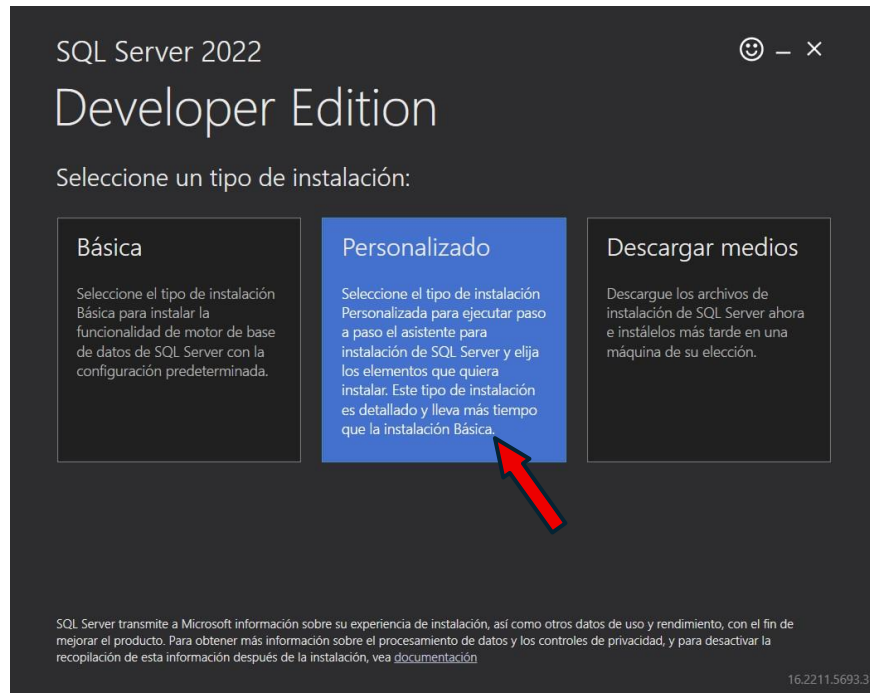 SQL Server 2022
Developer Edition
Seleccione un tipo de instalación:
Básica
Seleccione el tipo de instalación
Básica para instalar la
funcionalidad de motor de base
de datos de SQL Server con la
configuración predeterminada.
Personalizado
Seleccione el tipo de instalación
Personalizada para ejecutar paso
a paso el asistente para
instalación de SQL Server y elija
los elementos que quiera
instalar. Este tipo de instalación
es detallado y lleva más tiempo
que la instalación Básica.
Descargar medios
Descargue los archivos de
instalación de SQL Server ahora
e instálelos más tarde en una
máquina de su elección.
SQL Server transmite a Microsoft información sobre su experiencia de instalación, así como otros datos de uso y rendimiento, con el fin de
mejorar el producto. Para obtener más información sobre el procesamiento de datos y los controles de privacidad, y para desactivar la
recopilación de esta información después de la instalación, vea documentación
16.2211.5693.3